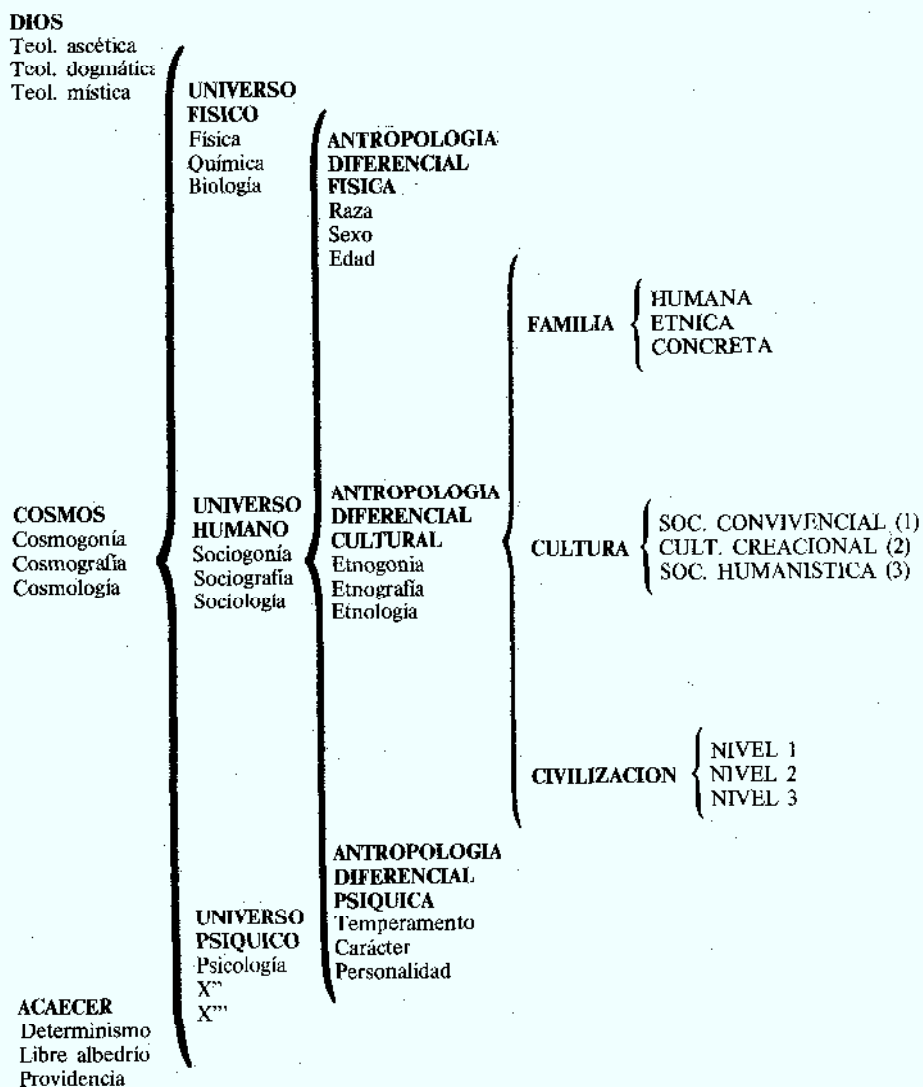 DIOS
Teol. ascética
Teol. dogmática
Teol. mística
UNIVERSO
FISICO
Física
Química
Biología
ANTROPOLOGIA
DIFERENCIAL
FISICA
Raza
Sexo
Edad
FAMILIA
HUMANA
ETNICA
CONCRETA
COSMOS
Cosmogonía
Cosmografía
Cosmología
UNIVERSO
HUMANO
Sociogonía
Sociografía
Sociología
ANTROPOLOGIA
DIFERENCIAL
CULTURAL
Etnogonia
Etnografía
Etnología
CULTURA
SOC. CONVIVENCIAL (1)
CULT. CREACIONAL (2)
SOC. HUMANISTICA (3)
CIVILIZACION
NIVEL 1
NIVEL 2
NIVEL 3
ANTROPOLOGIA
DIFERENCIAL
PSIQUICA
Temperamento
Carácter
Personalidad
UNIVERSO
PSIQUICO
Psicología
X''
X'''
ACAECER
Determinismo
Libre albedrío
Providencia